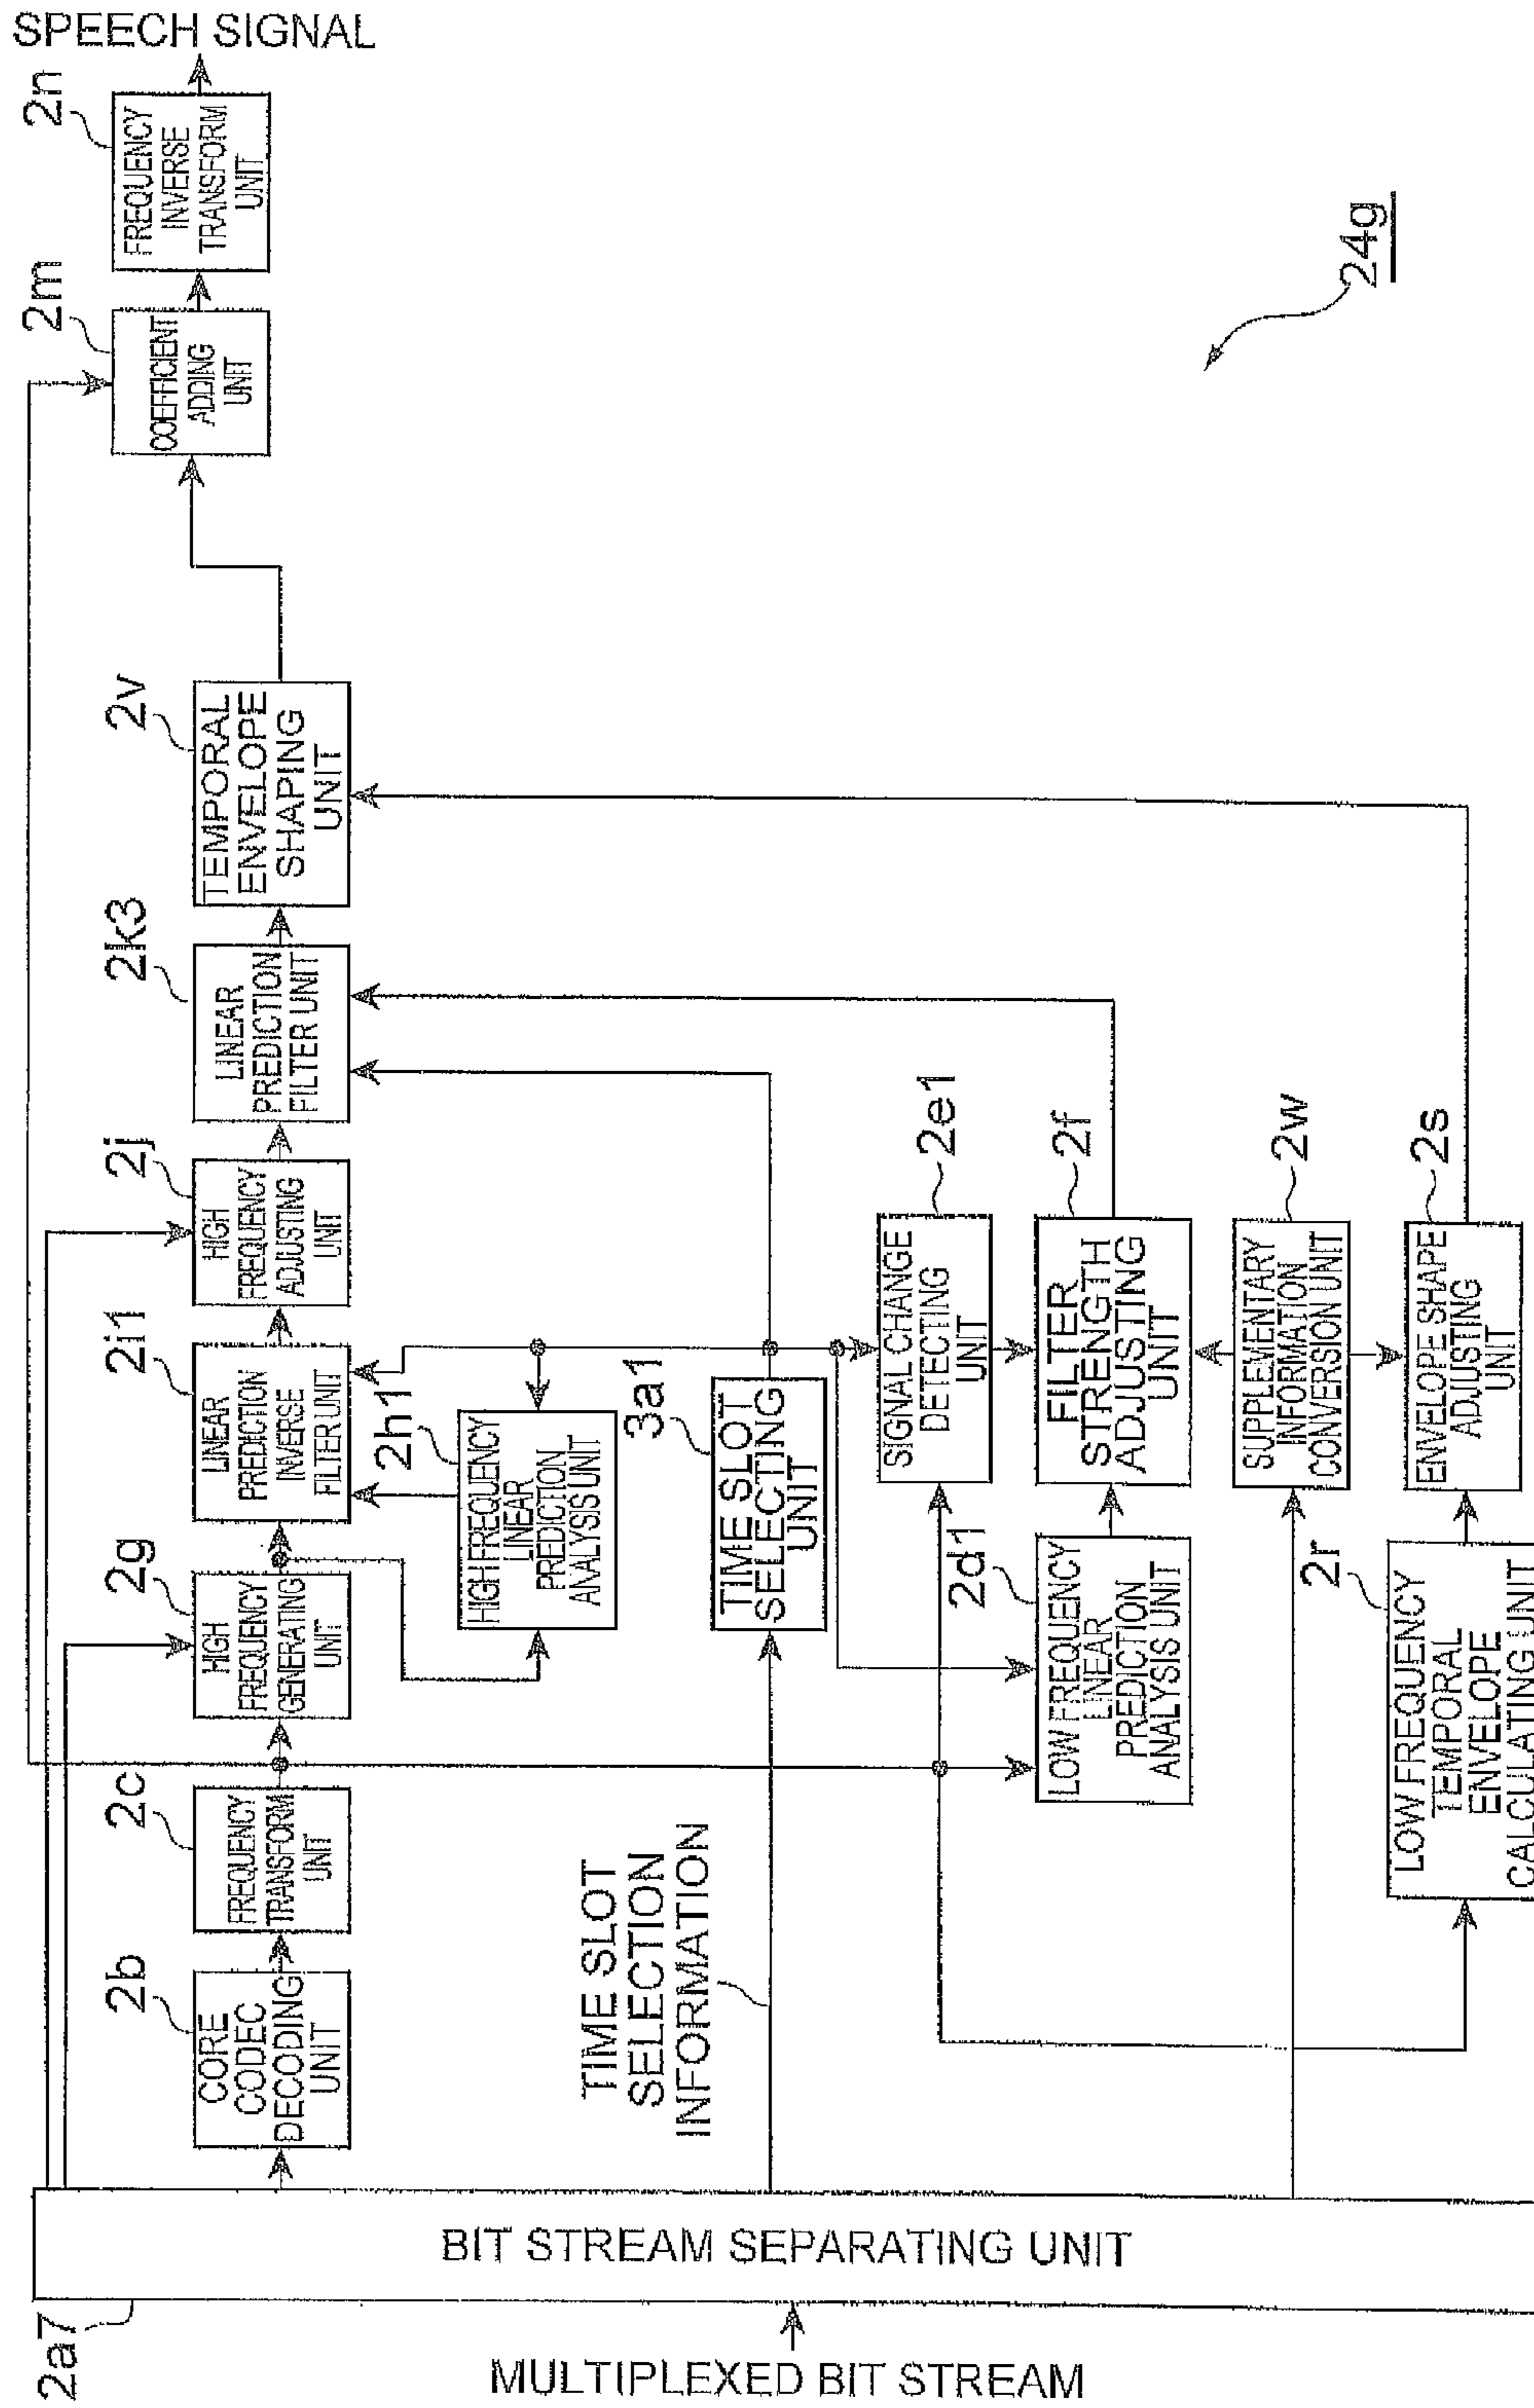 SPEECH SIGNAL
2n
FREQUENCY
INVERSE
TRANSFORM
UNIT
2m
COEFFICIENT
ADDING
UNIT
2v
TEMPORAL
ENVELOPE
SHAPING
UNIT
2k3
LINEAR
PREDICTION
FILTER UNIT
2j
HIGH
FREQUENCY
ADJUSTING
UNIT
2i1
LINEAR
PREDICTION
INVERSE
FILTER UNIT
2h1
HIGH FREQUENCY
LINEAR
PREDICTION
ANALYSIS UNIT
2g
HIGH
FREQUENCY
GENERATING
UNIT
2c
FREQUENCY
TRANSFORM
UNIT
2b
CORE
CODEC
DECODING
UNIT
3a1
TIME SLOT
SELECTING
UNIT
TIME SLOT
SELECTION
INFORMATION
2e1
SIGNAL CHANGE
DETECTING
UNIT
2f
FILTER
STRENGTH
ADJUSTING
UNIT
2d1
LOW FREQUENCY
LINEAR
PREDICTION
ANALYSIS UNIT
2w
SUPPLEMENTARY
INFORMATION
CONVERSION UNIT
2s
ENVELOPE SHAPE
ADJUSTING
UNIT
2r
LOW FREQUENCY
TEMPORAL
ENVELOPE
CALCULATING UNIT
24g
2a7
BIT STREAM SEPARATING UNIT
MULTIPLEXED BIT STREAM